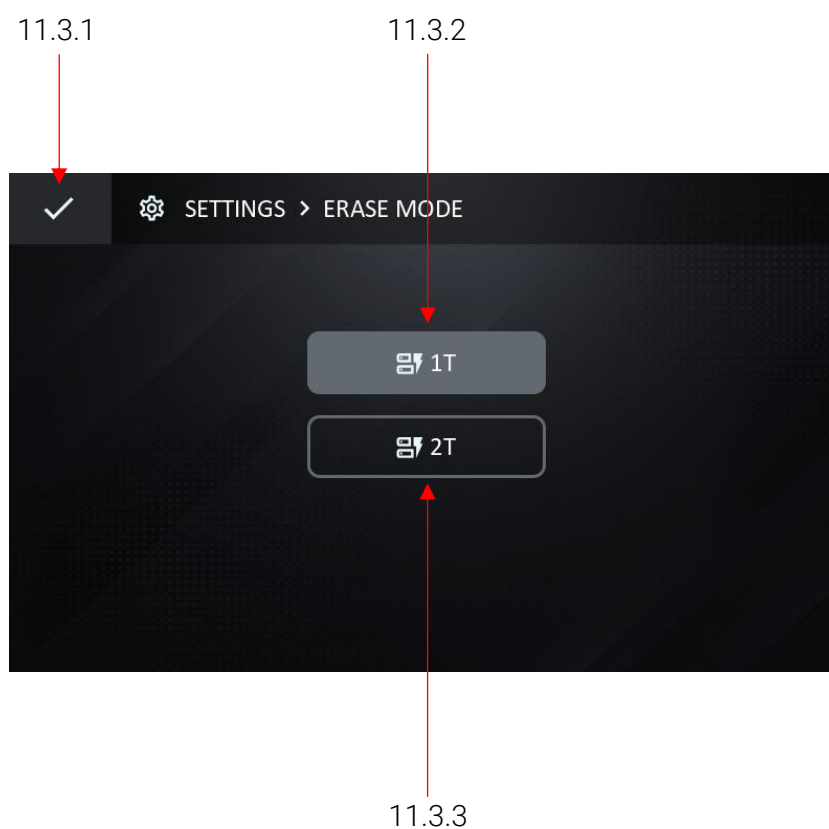 11.3.1 11.3.2
SETTINGS > ERASE MODE
1T
2T
11.3.3